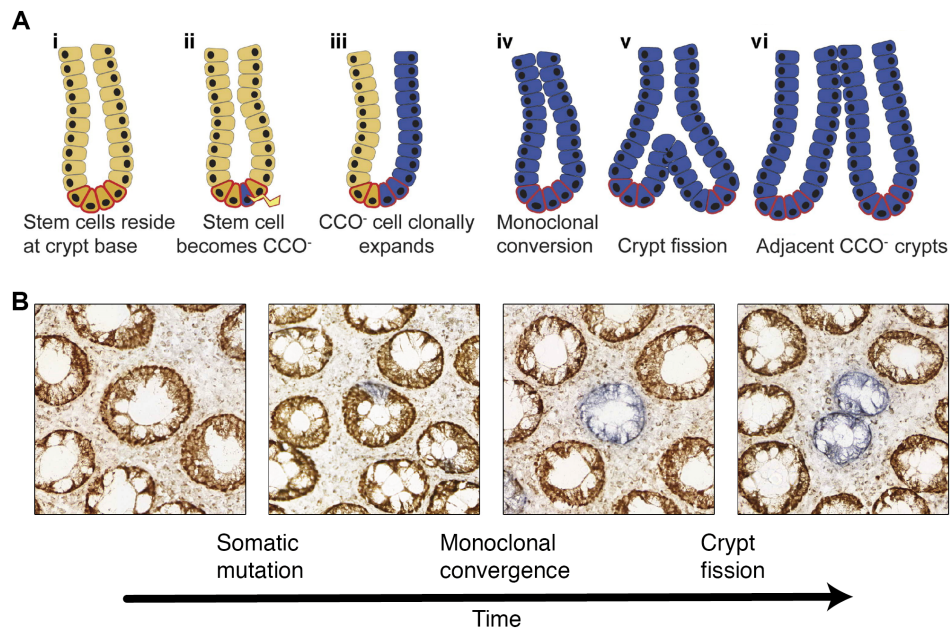 A
i
ii
iii
iv
v
vi
Stem cells reside
at crypt base
Stem cell
becomes CCO⁻
CCO⁻ cell clonally
expands
Monoclonal
conversion
Crypt fission
Adjacent CCO⁻ crypts
B
Somatic
mutation
Monoclonal
convergence
Crypt
fission
Time